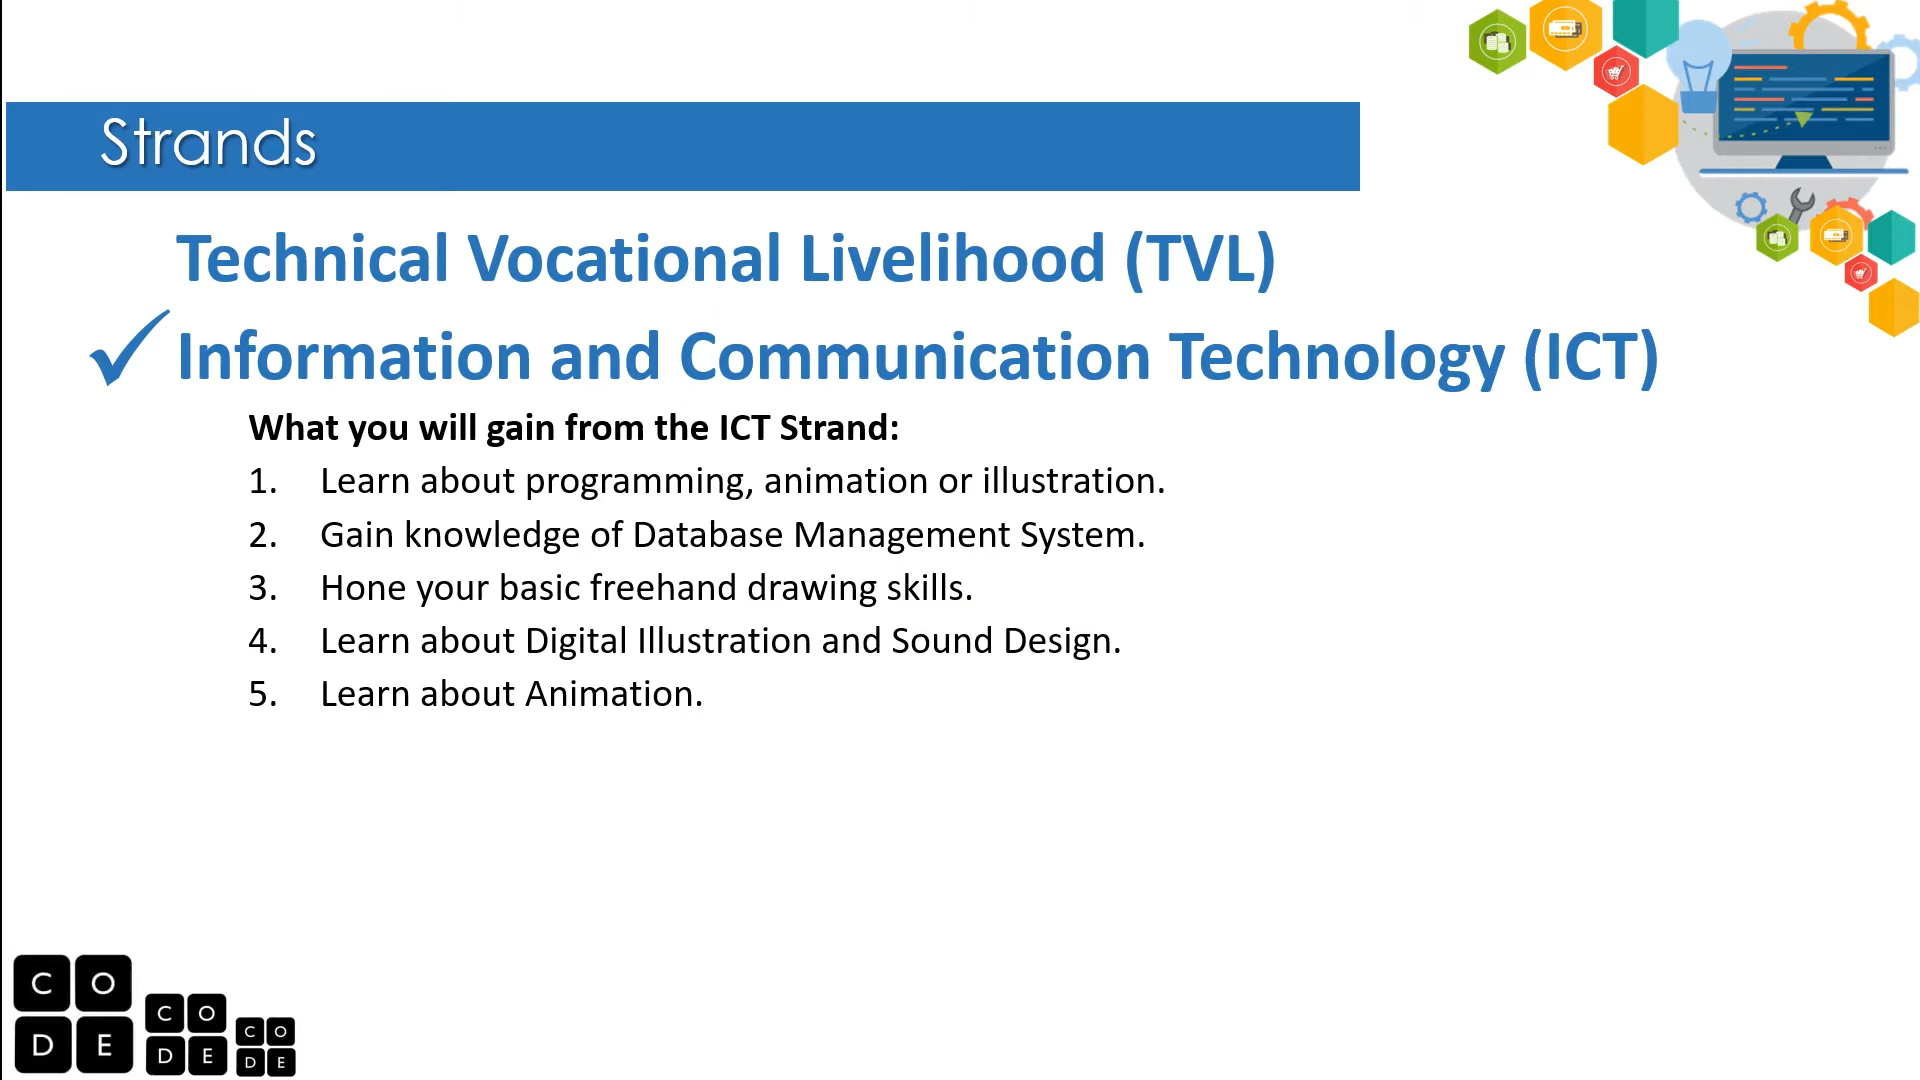 Strands
Technical Vocational Livelihood (TVL)
Information and Communication Technology (ICT)
What you will gain from the ICT Strand:
1. Learn about programming, animation or illustration.
2. Gain knowledge of Database Management System.
3. Hone your basic freehand drawing skills.
4. Learn about Digital Illustration and Sound Design.
5. Learn about Animation.
C O
D E
C O
D E
C O
D E